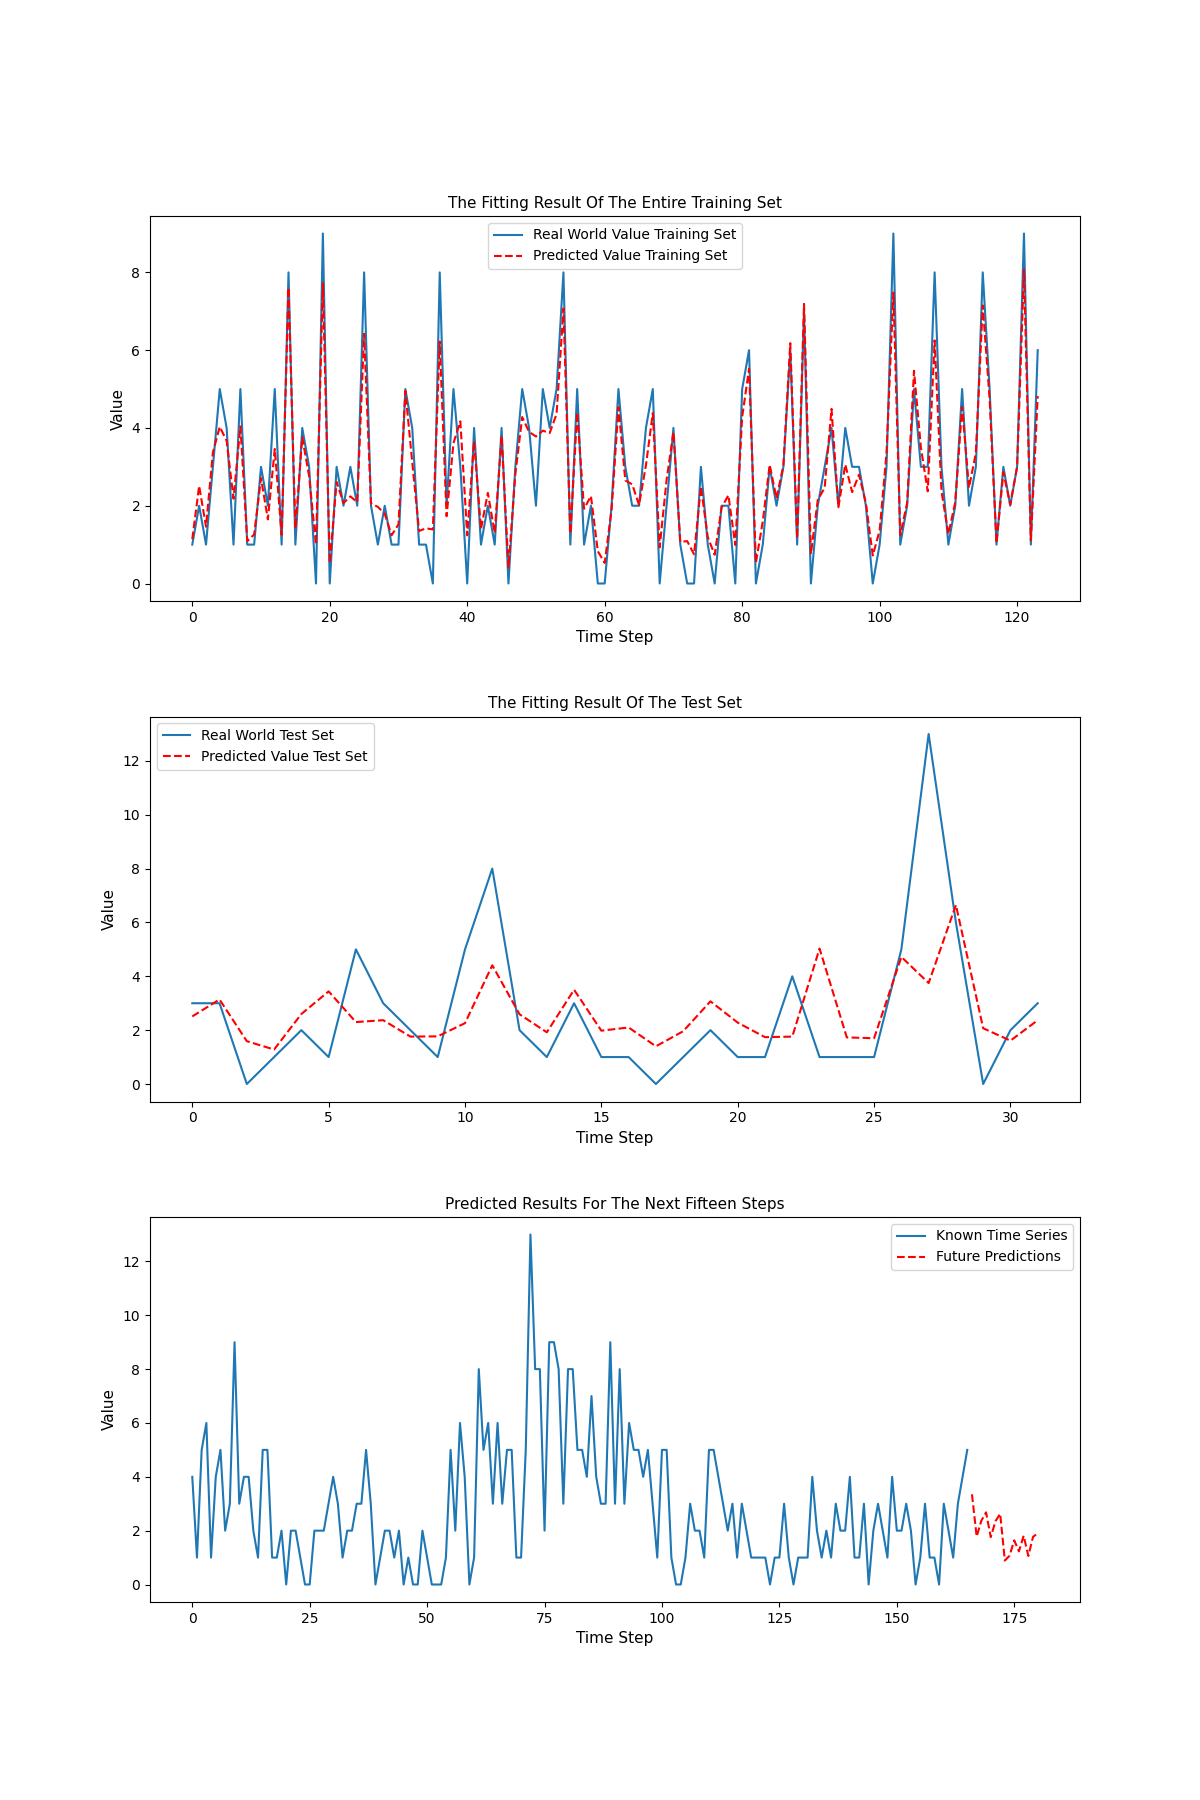 The Fitting Result Of The Entire Training Set
Real World Value Training Set
Predicted Value Training Set
Value
8
6
4
2
0
0 20 40 60 80 100 120
Time Step
The Fitting Result Of The Test Set
Real World Test Set
Predicted Value Test Set
Value
12
10
8
6
4
2
0
0 5 10 15 20 25 30
Time Step
Predicted Results For The Next Fifteen Steps
Known Time Series
Future Predictions
Value
12
10
8
6
4
2
0
0 25 50 75 100 125 150 175
Time Step